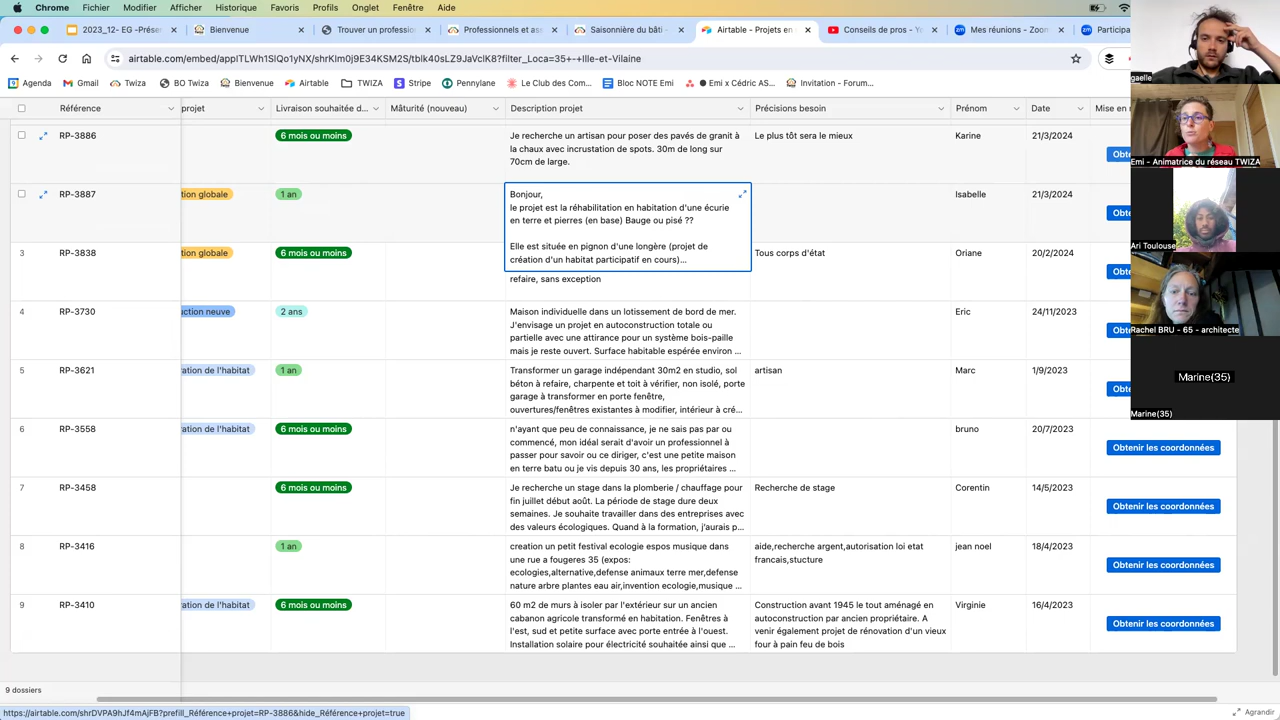 Chrome Fichier Modifier Affichage Historique Favoris Profils Onglet Fenêtre Aide
2023_12- EG -Présen
Bienvenue
Trouver un profession
Professionnels et ass
Saisonnière du bâti -
Airtable - Projets en
Conseils de pros - Yo
Mes réunions - Zoom
Participa
airtable.com/embed/applTLWh1SlQo1yNX/shrKIm0j9E34KSM2S/tblk40sLZ9JaVclK8?filter_Loca=35+-+Ille-et-Vilaine
Agenda Gmail Twiza BO Twiza Bienvenue Airtable TWIZA Stri Pennylane Le Club des Com... Bloc NOTE Emi ● Emi x Cédric AS... Invitation - Forum...
Référence projet Livraison souhaitée d... Mâturité (nouveau) Description projet Précisions besoin Prénom Date Mise en
RP-3886 6 mois ou moins Je recherche un artisan pour poser des pavés de granit à Le plus tôt sera le mieux Karine 21/3/2024
la chaux avec incrustation de spots. 30m de long sur
70cm de large.
Obte
RP-3887 tion globale 1 an Bonjour, Isabelle 21/3/2024
le projet est la réhabilitation en habitation d'une écurie
en terre et pierres (en base) Bauge ou pisé ??
Obte
Elle est située en pignon d'une longère (projet de
création d'un habitat participatif en cours)...
3 RP-3838 tion globale 6 mois ou moins Tous corps d'état Oriane 20/2/2024
Obte
refaire, sans exception
4 RP-3730 uction neuve 2 ans Maison individuelle dans un lotissement de bord de mer. Eric 24/11/2023
J'envisage un projet en autoconstruction totale ou
partielle avec une attirance pour un système bois-paille
mais je reste ouvert. Surface habitable espérée environ ...
Obte
5 RP-3621 ation de l'habitat 1 an Transformer un garage indépendant 30m2 en studio, sol artisan Marc 1/9/2023
béton à refaire, charpente et toit à vérifier, non isolé, porte
garage à transformer en porte fenêtre,
ouvertures/fenêtres existantes à modifier, intérieur à cré...
Obte
6 RP-3558 ation de l'habitat 6 mois ou moins n'ayant que peu de connaissance, je ne sais pas par ou bruno 20/7/2023
commencé, mon idéal serait d'avoir un professionnel à
passer pour savoir ou ce diriger, c'est une petite maison
en terre batu ou je vis depuis 30 ans, les propriétaires ...
Obtenir les coordonnées
7 RP-3458 6 mois ou moins Je recherche un stage dans la plomberie / chauffage pour Recherche de stage Corentin 14/5/2023
fin juillet début août. La période de stage dure deux
semaines. Je souhaite travailler dans des entreprises avec
des valeurs écologiques. Quand à la formation, j'aurais p...
Obtenir les coordonnées
8 RP-3416 1 an creation un petit festival ecologie espos musique dans aide,recherche argent,autorisation loi etat jean noel 18/4/2023
une rue a fougeres 35 (expos: francais,stucture
ecologies,alternative,defense animaux terre mer,defense
nature arbre plantes eau air,invention ecologie,musique ...
Obtenir les coordonnées
9 RP-3410 ation de l'habitat 6 mois ou moins 60 m2 de murs à isoler par l'extérieur sur un ancien Construction avant 1945 le tout aménagé en Virginie 16/4/2023
cabanon agricole transformé en habitation. Fenêtres à autoconstruction par ancien propriétaire. A
l'est, sud et petite surface avec porte entrée à l'ouest. venir également projet de rénovation d'un vieux
Installation solaire pour électricité souhaitée ainsi que ... four à pain feu de bois
Obtenir les coordonnées
9 dossiers
https://airtable.com/shrDVPA9hJf4mAjFB?prefill_Référence+projet=RP-3886&hide_Référence+projet=true
Agrandir
gaelle
Emi - Animatrice du réseau TWIZA
Ari Toulouse
Rachel BRU - 65 - architecte
Marine(35)
Marine(35)